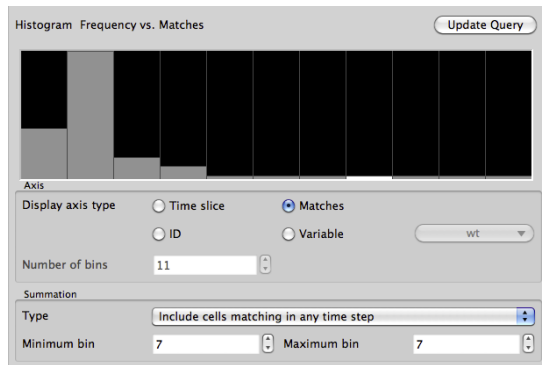 Histogram Frequency vs. Matches Update Query
Axis
Display axis type Time slice Matches
ID Variable wt
Number of bins 11
Summation
Type Include cells matching in any time step
Minimum bin 7 Maximum bin 7